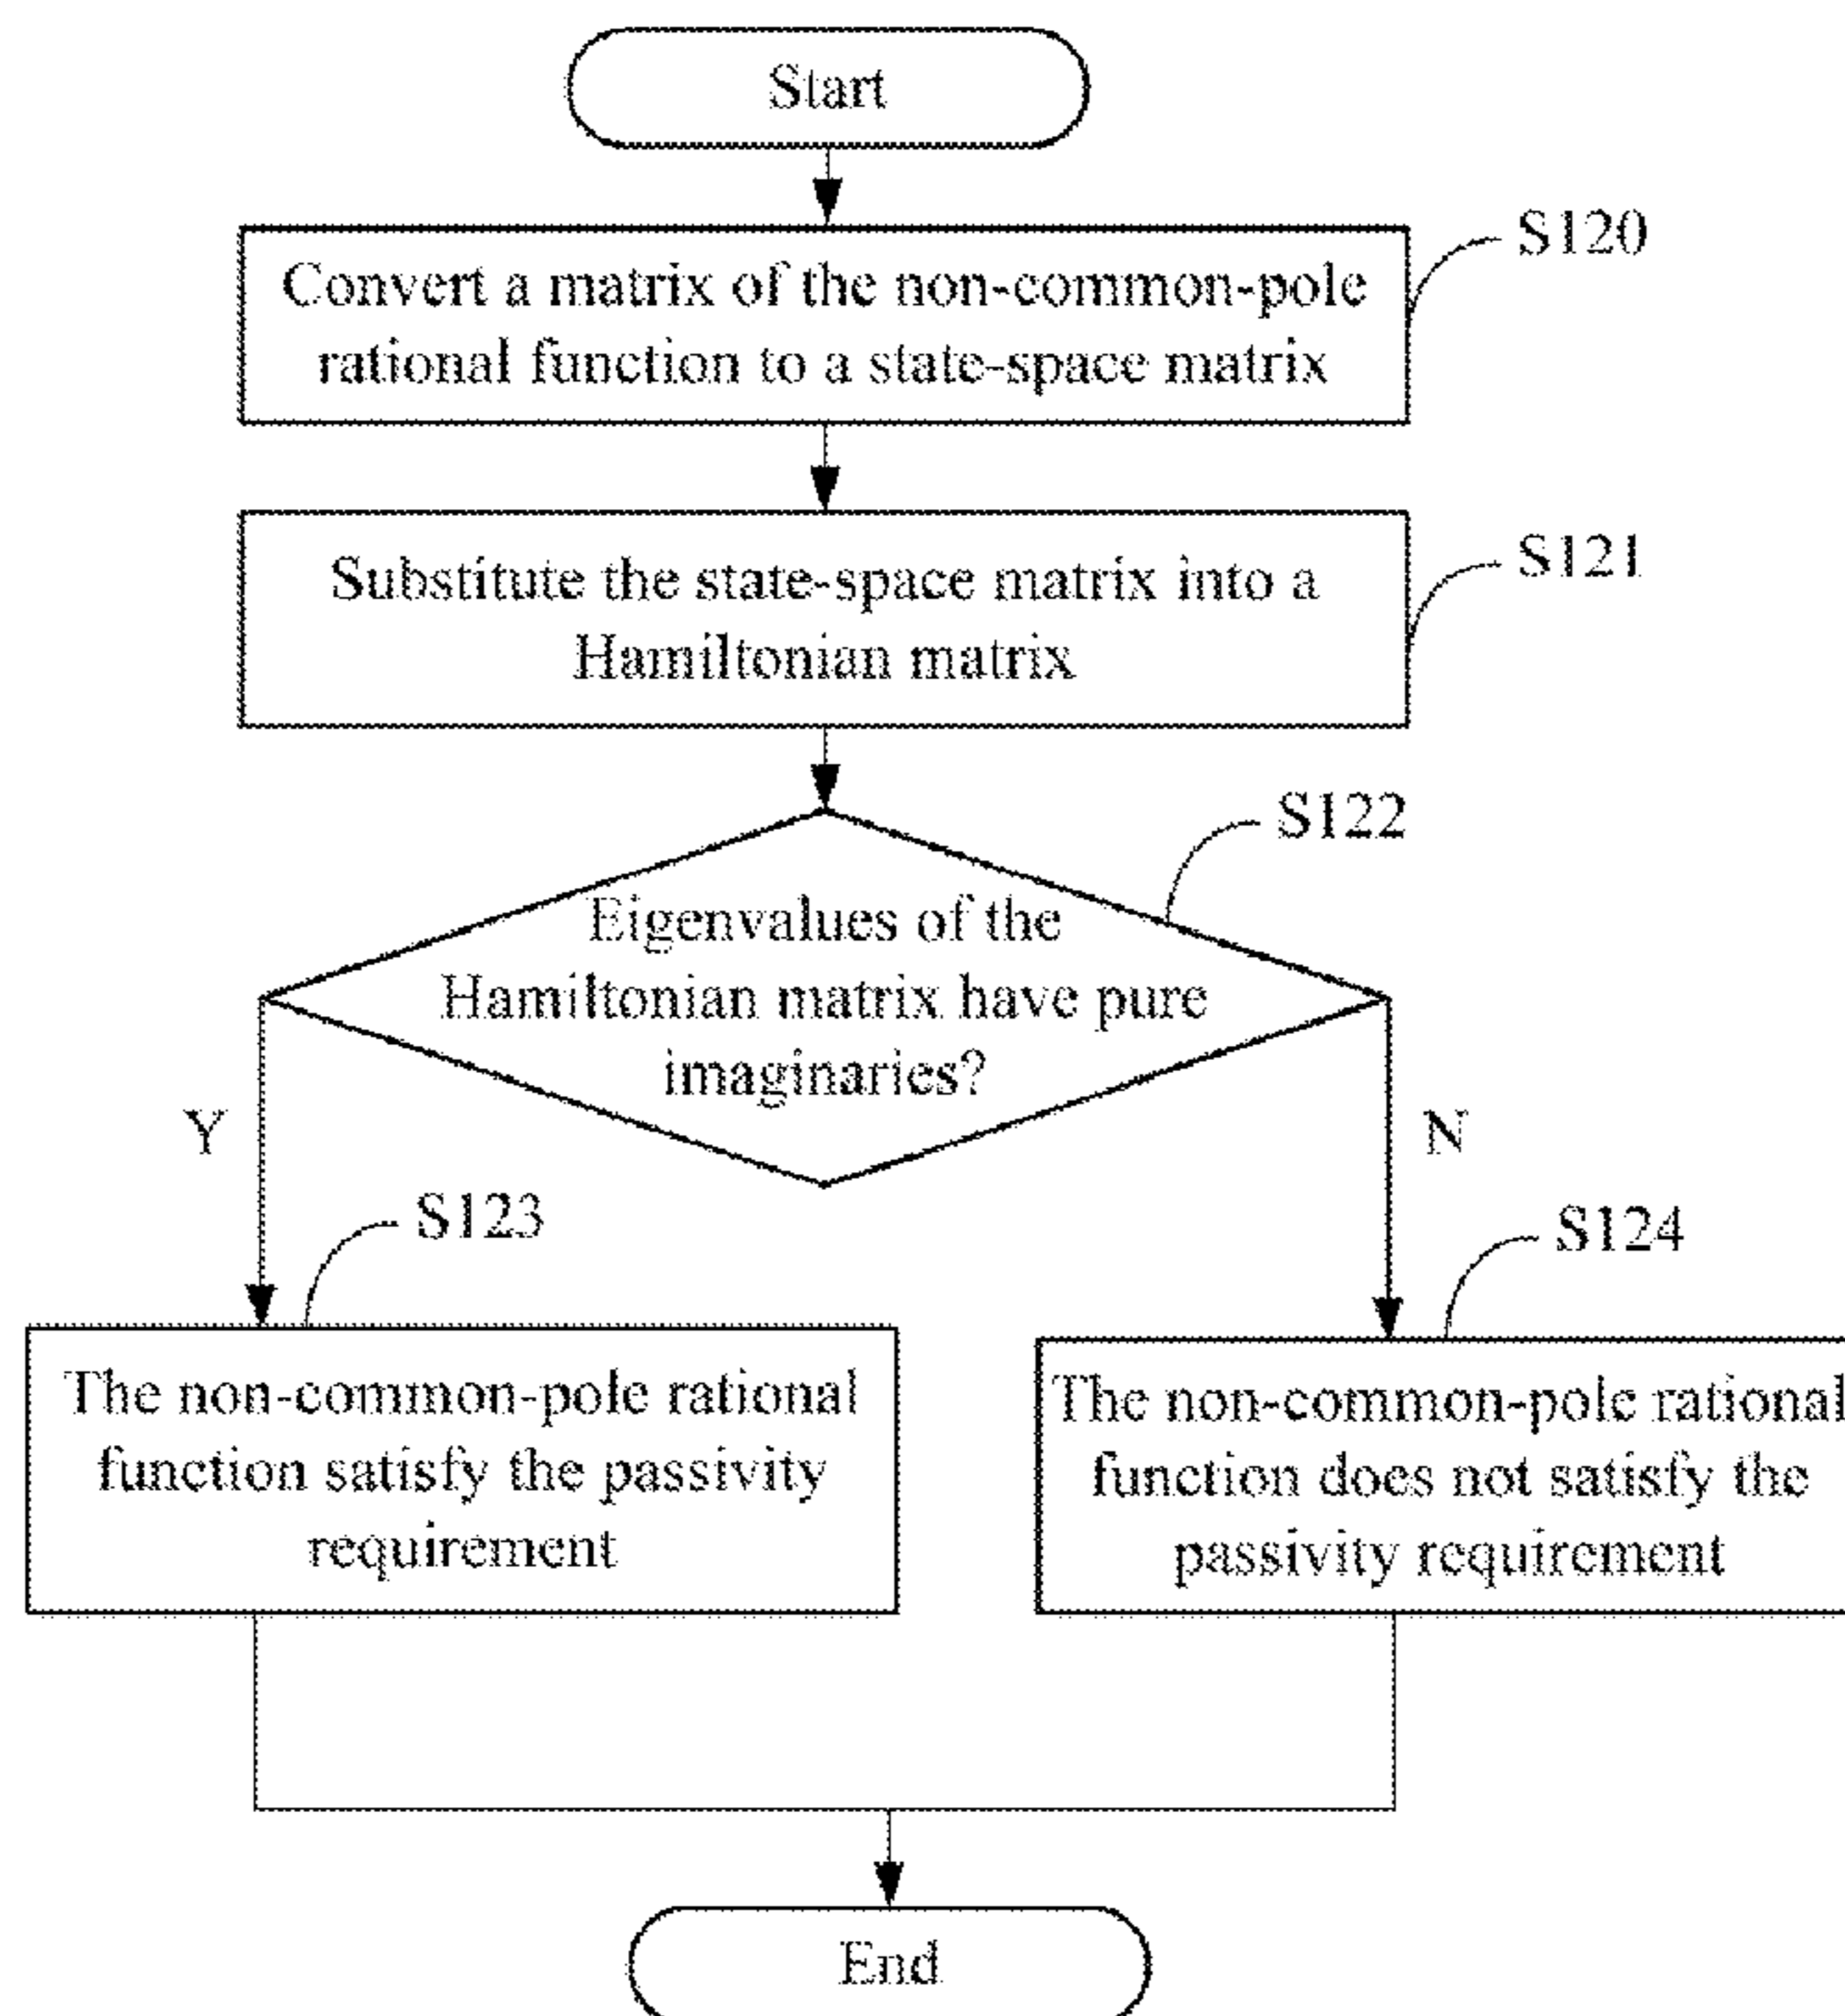 Start
S120
Convert a matrix of the non-common-pole
rational function to a state-space matrix
S121
Substitute the state-space matrix into a
Hamiltonian matrix
S122
Eigenvalues of the
Hamiltonian matrix have pure
imaginaries?
Y
N
S123
S124
The non-common-pole rational
function satisfy the passivity
requirement
The non-common-pole rational
function does not satisfy the
passivity requirement
End